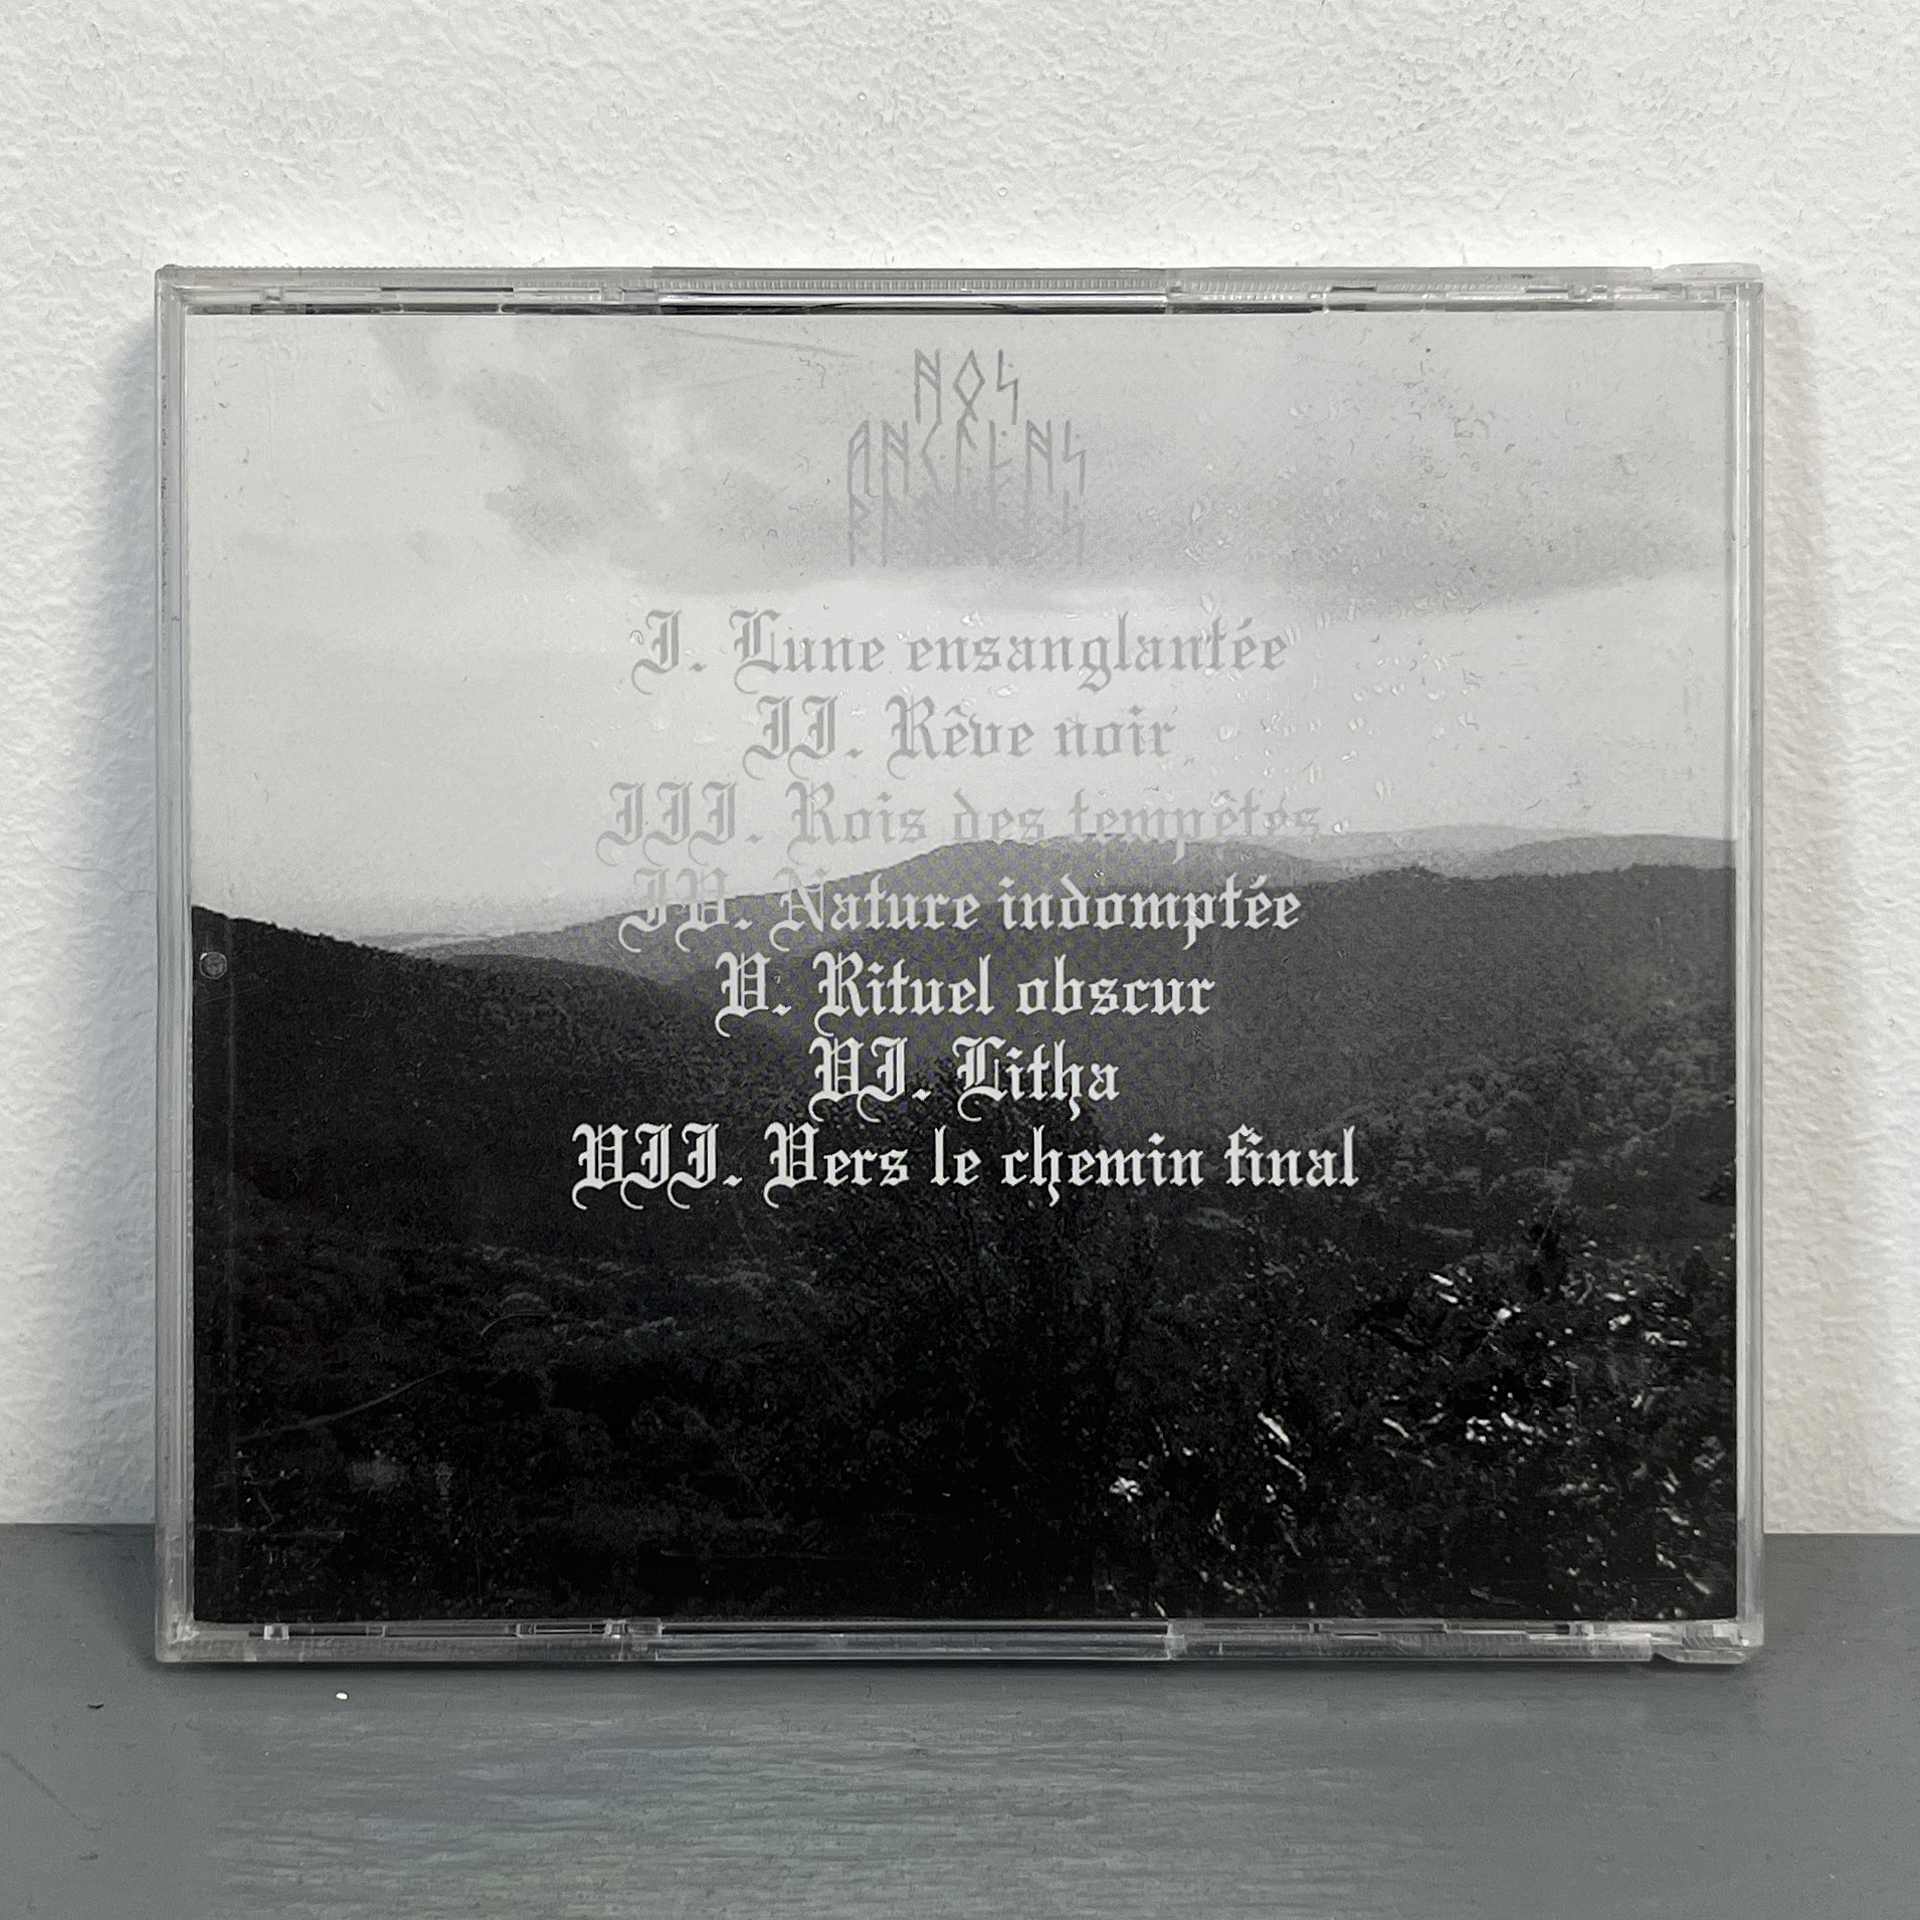 NOS
ANCIENS
RITUELS
I. Lune ensanglantée
II. Rêve noir
III. Rois des tempêtes
IV. Nature indomptée
V. Rituel obscur
VI. Litha
VII. Vers le chemin final